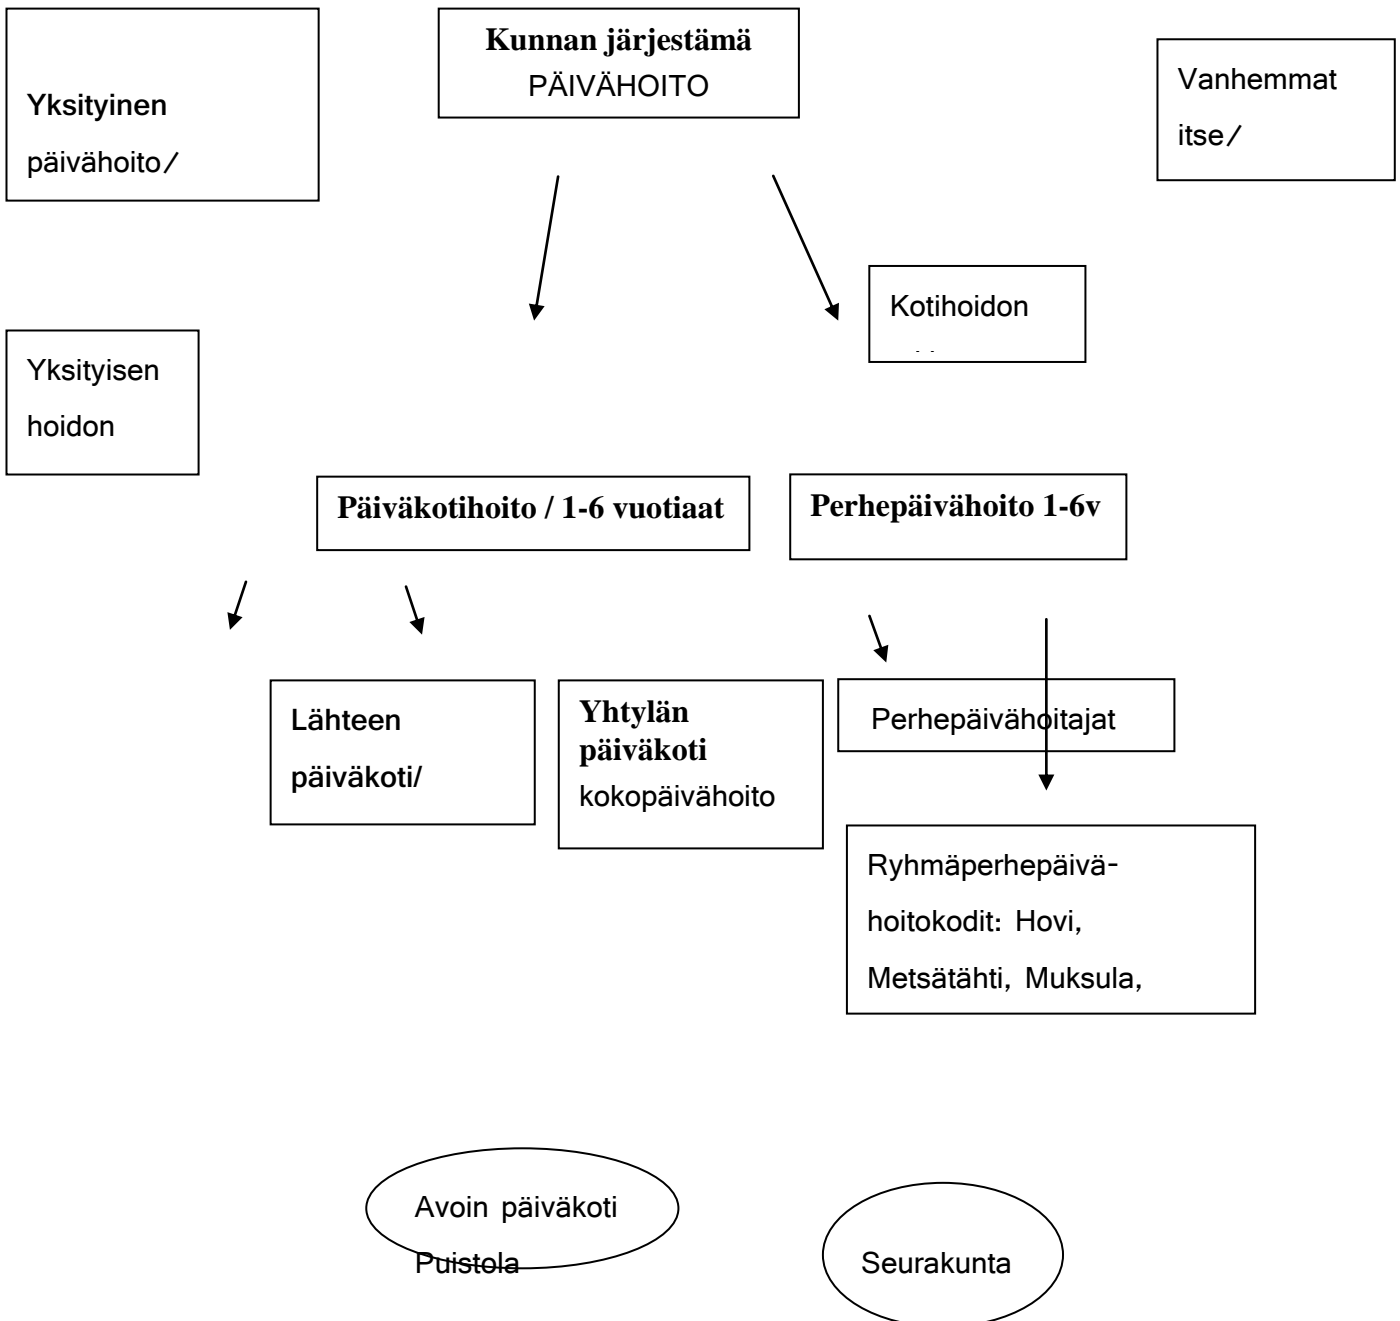 Kunnan järjestämä
PÄIVÄHOITO
Yksityinen
päivähoito/
Vanhemmat
itse/
Kotihoidon
Yksityisen
hoidon
Päiväkotihoito / 1-6 vuotiaat
Perhepäivähoito 1-6v
Lähteen
päiväkoti/
Yhtylän
päiväkoti
kokopäivähoito
Perhepäivähoitajat
Ryhmäperhepäivä-
hoitokodit: Hovi,
Metsätähti, Muksula,
Avoin päiväkoti
Puistola
Seurakunta